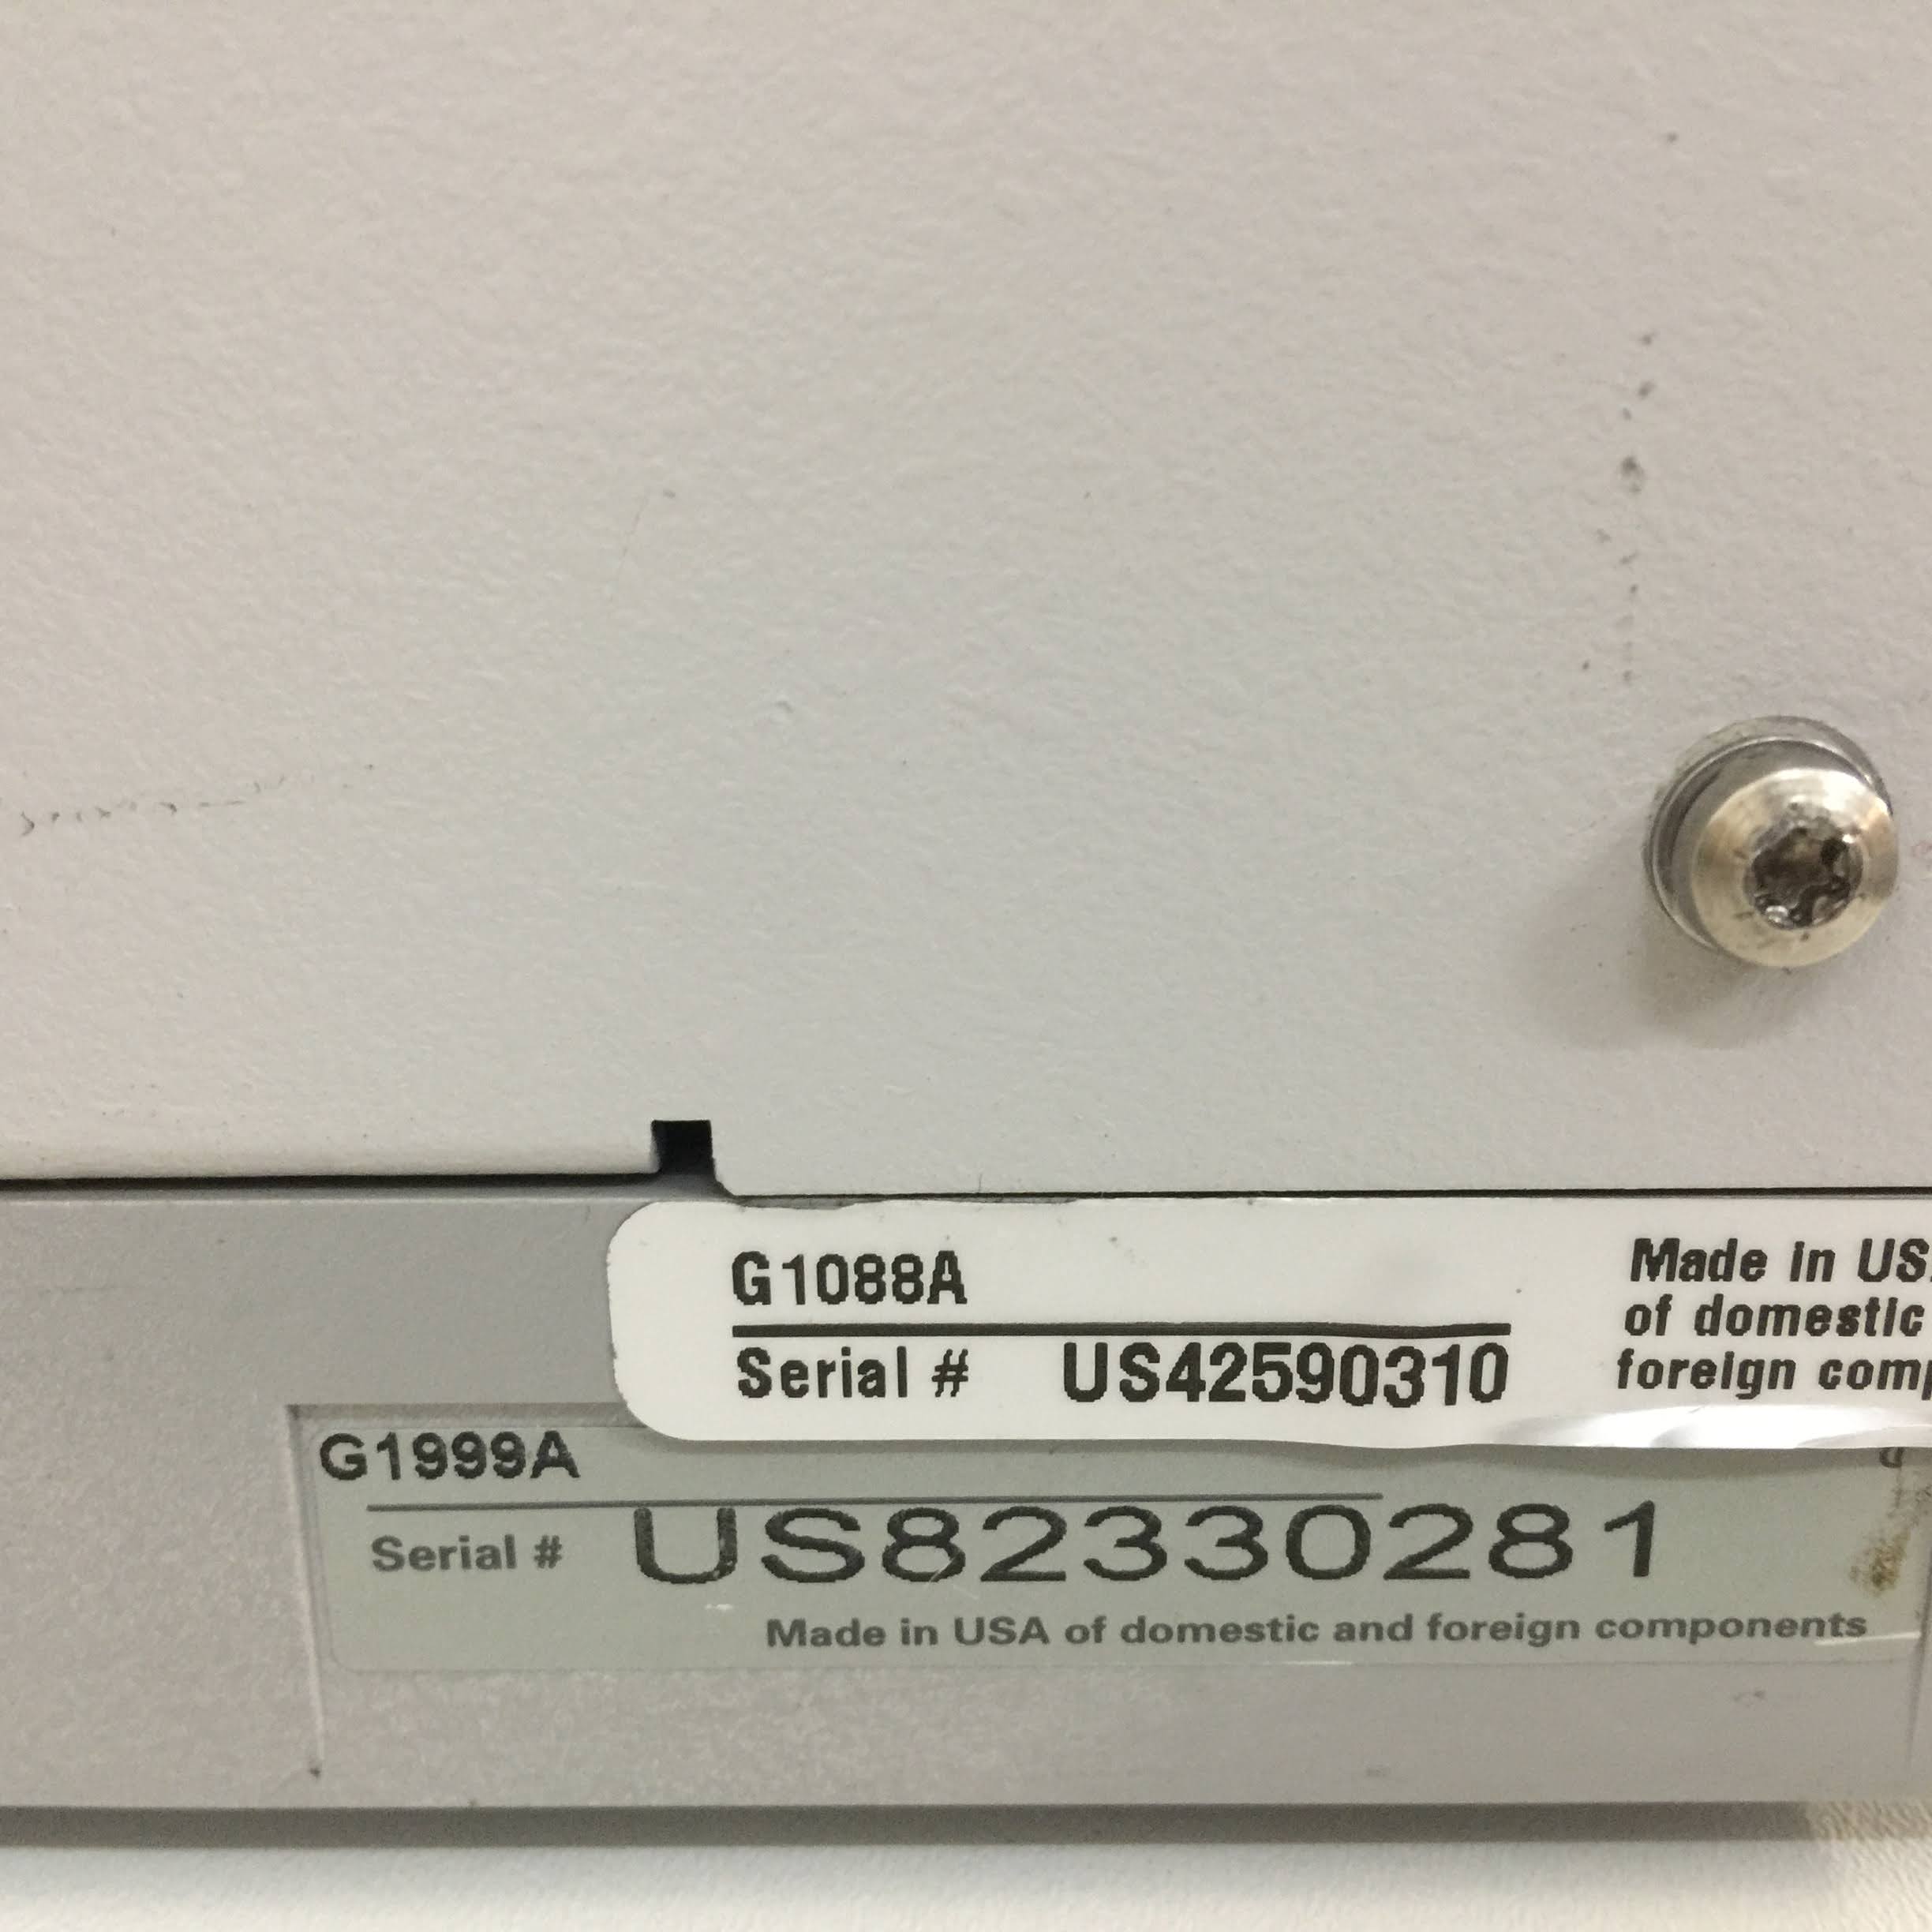 G1088A
Serial # US42590310
Made in US
of domestic
foreign com
G1999A
Serial # US82330281
Made in USA of domestic and foreign components